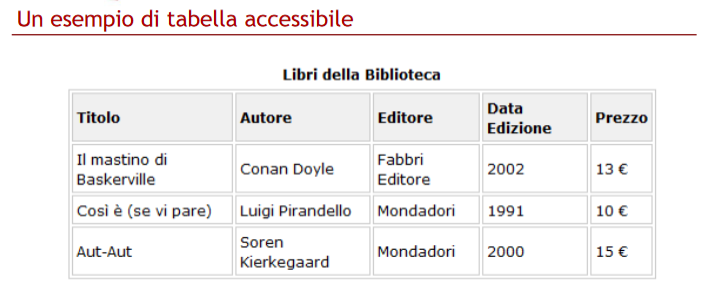 Un esempio di tabella accessibile
Libri della Biblioteca
Titolo Autore Editore Data Edizione Prezzo
Il mastino di Baskerville Conan Doyle Fabbri Editore 2002 13 €
Così è (se vi pare) Luigi Pirandello Mondadori 1991 10 €
Aut-Aut Soren Kierkegaard Mondadori 2000 15 €